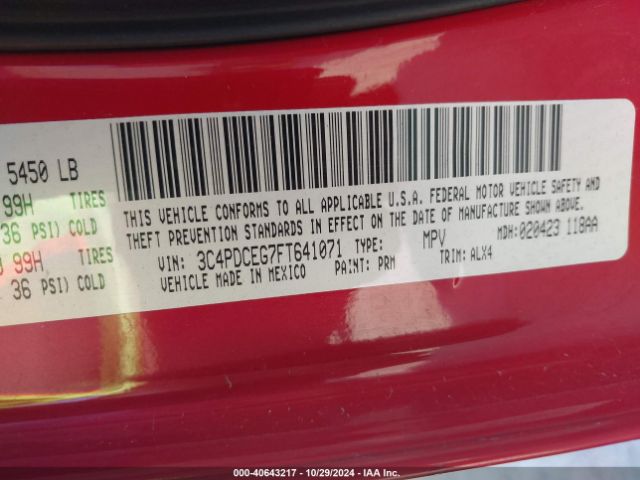 5450 LB
99H TIRES
36 PSI) COLD
99H TIRES
36 PSI) COLD
THIS VEHICLE CONFORMS TO ALL APPLICABLE U.S.A. FEDERAL MOTOR VEHICLE SAFETY AND
THEFT PREVENTION STANDARDS IN EFFECT ON THE DATE OF MANUFACTURE SHOWN ABOVE.
VIN: 3C4PDCEG7FT641071 TYPE: MPV MDH:020423 118AA
VEHICLE MADE IN MEXICO PAINT: PRM TRIM: ALX4
000-40643217 - 10/29/2024 - IAA Inc.